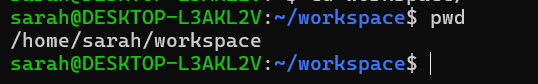 sarah@DESKTOP-L3AKL2V:~/workspace$ pwd
/home/sarah/workspace
sarah@DESKTOP-L3AKL2V:~/workspace$